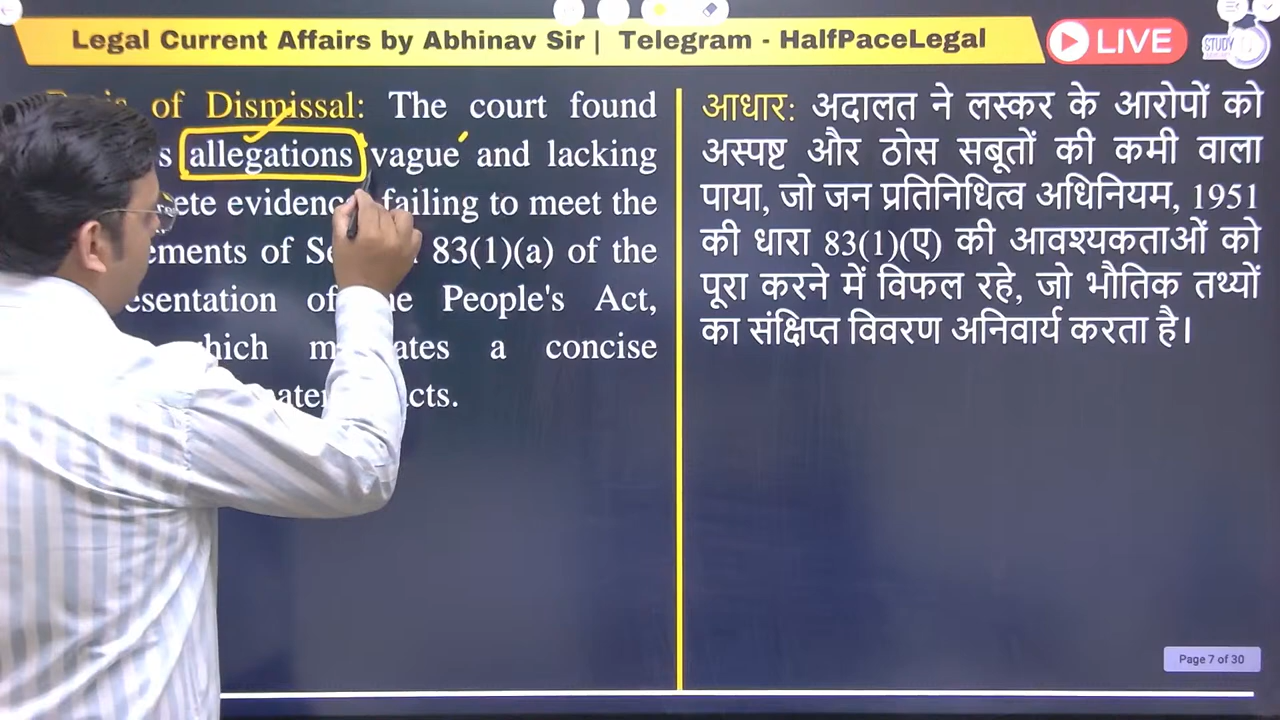 Legal Current Affairs by Abhinav Sir | Telegram - HalfPaceLegal
LIVE
STUDY
of Dismissal: The court found
allegations vague and lacking
evidence failing to meet the
of 83(1)(a) of the
of People's Act,
a concise
आधार: अदालत ने लस्कर के आरोपों को
अस्पष्ट और ठोस सबूतों की कमी वाला
पाया, जो जन प्रतिनिधित्व अधिनियम, 1951
की धारा 83(1)(ए) की आवश्यकताओं को
पूरा करने में विफल रहे, जो भौतिक तथ्यों
का संक्षिप्त विवरण अनिवार्य करता है।
Page 7 of 30